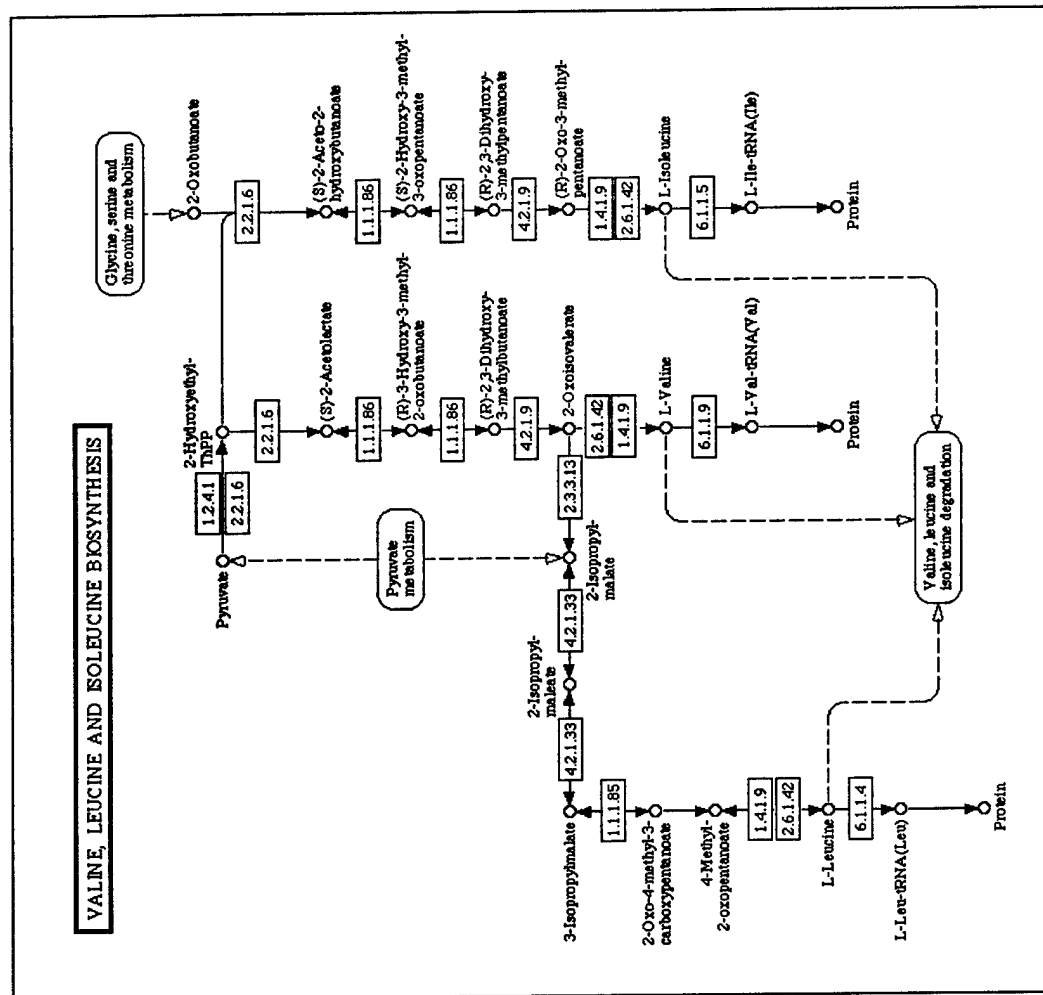 VALINE, LEUCINE AND ISOLEUCINE BIOSYNTHESIS
Glycine, serine and
threonine metabolism
2-Oxobutanoate
2.2.1.6
(S)-2-Aceto-2-
hydroxybutanoate
1.1.1.86
(S)-2-Hydroxy-3-methyl-
3-oxopentanoate
1.1.1.86
(R)-2,3-Dihydroxy-
3-methylpentanoate
4.2.1.9
(R)-2-Oxo-3-methyl-
pentanoate
1.4.1.9
2.6.1.42
L-Isoleucine
6.1.1.5
L-Ile-tRNA(Ile)
Protein
Pyruvate
1.2.4.1
2.2.1.6
2-Hydroxyethyl-
ThPP
2.2.1.6
(S)-2-Acetolactate
1.1.1.86
(R)-3-Hydroxy-3-methyl-
2-oxobutanoate
1.1.1.86
(R)-2,3-Dihydroxy-
3-methylbutanoate
4.2.1.9
2-Oxoisovalerate
2.6.1.42
1.4.1.9
L-Valine
6.1.1.9
L-Val-tRNA(Val)
Protein
Pyruvate
metabolism
2.3.3.13
2-Isopropyl-
malate
4.2.1.33
2-Isopropyl-
maleate
4.2.1.33
3-Isopropylmalate
1.1.1.85
2-Oxo-4-methyl-3-
carboxypentanoate
4-Methyl-
2-oxopentanoate
1.4.1.9
2.6.1.42
L-Leucine
6.1.1.4
L-Leu-tRNA(Leu)
Protein
Valine, leucine and
isoleucine degradation